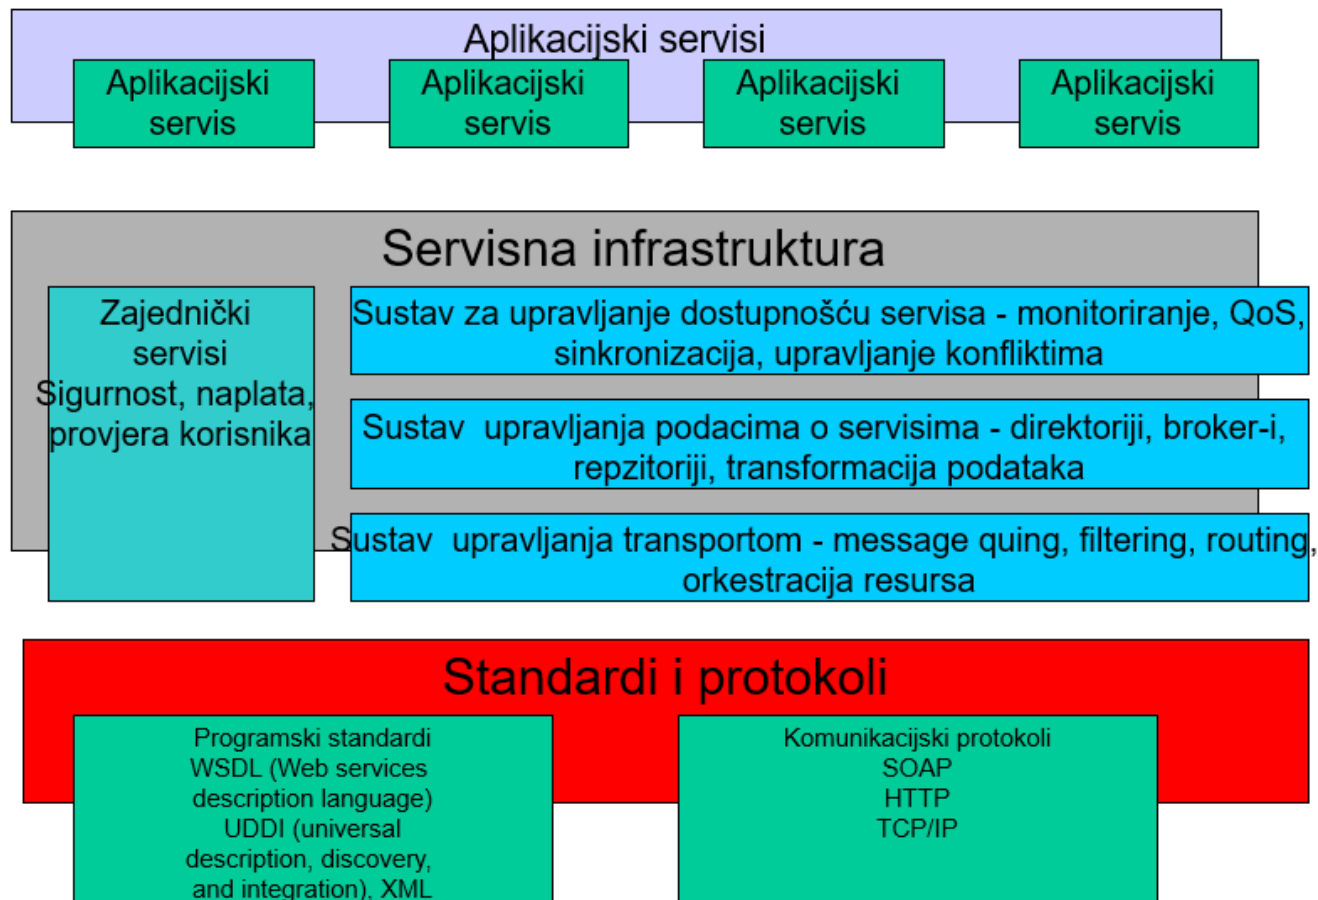 Aplikacijski servisi
Aplikacijski
servis
Aplikacijski
servis
Aplikacijski
servis
Aplikacijski
servis
Servisna infrastruktura
Zajednički
servisi
Sigurnost, naplata,
provjera korisnika
Sustav za upravljanje dostupnošću servisa - monitoriranje, QoS,
sinkronizacija, upravljanje konfliktima
Sustav upravljanja podacima o servisima - direktoriji, broker-i,
repzitoriji, transformacija podataka
Sustav upravljanja transportom - message quing, filtering, routing,
orkestracija resursa
Standardi i protokoli
Programski standardi
WSDL (Web services
description language)
UDDI (universal
description, discovery,
and integration), XML
Komunikacijski protokoli
SOAP
HTTP
TCP/IP